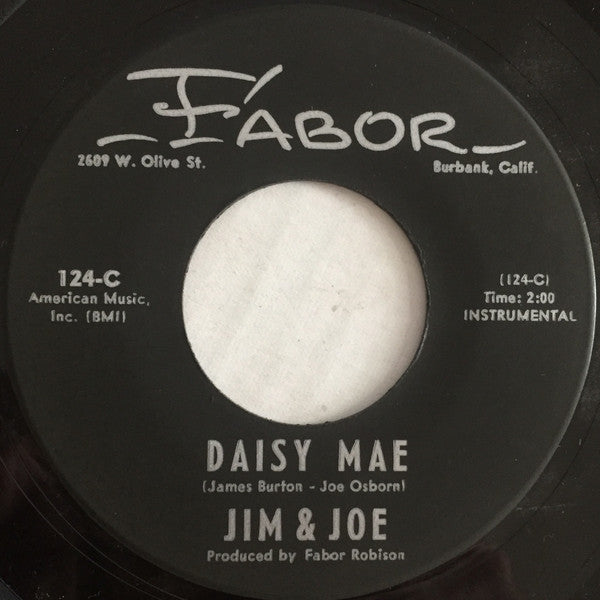 FABOR
2609 W. Olive St.
Burbank, Calif.
124-C
American Music,
Inc. (BMI)
(124-C)
Time: 2:00
INSTRUMENTAL
DAISY MAE
(James Burton - Joe Osborn)
JIM & JOE
Produced by Fabor Robison